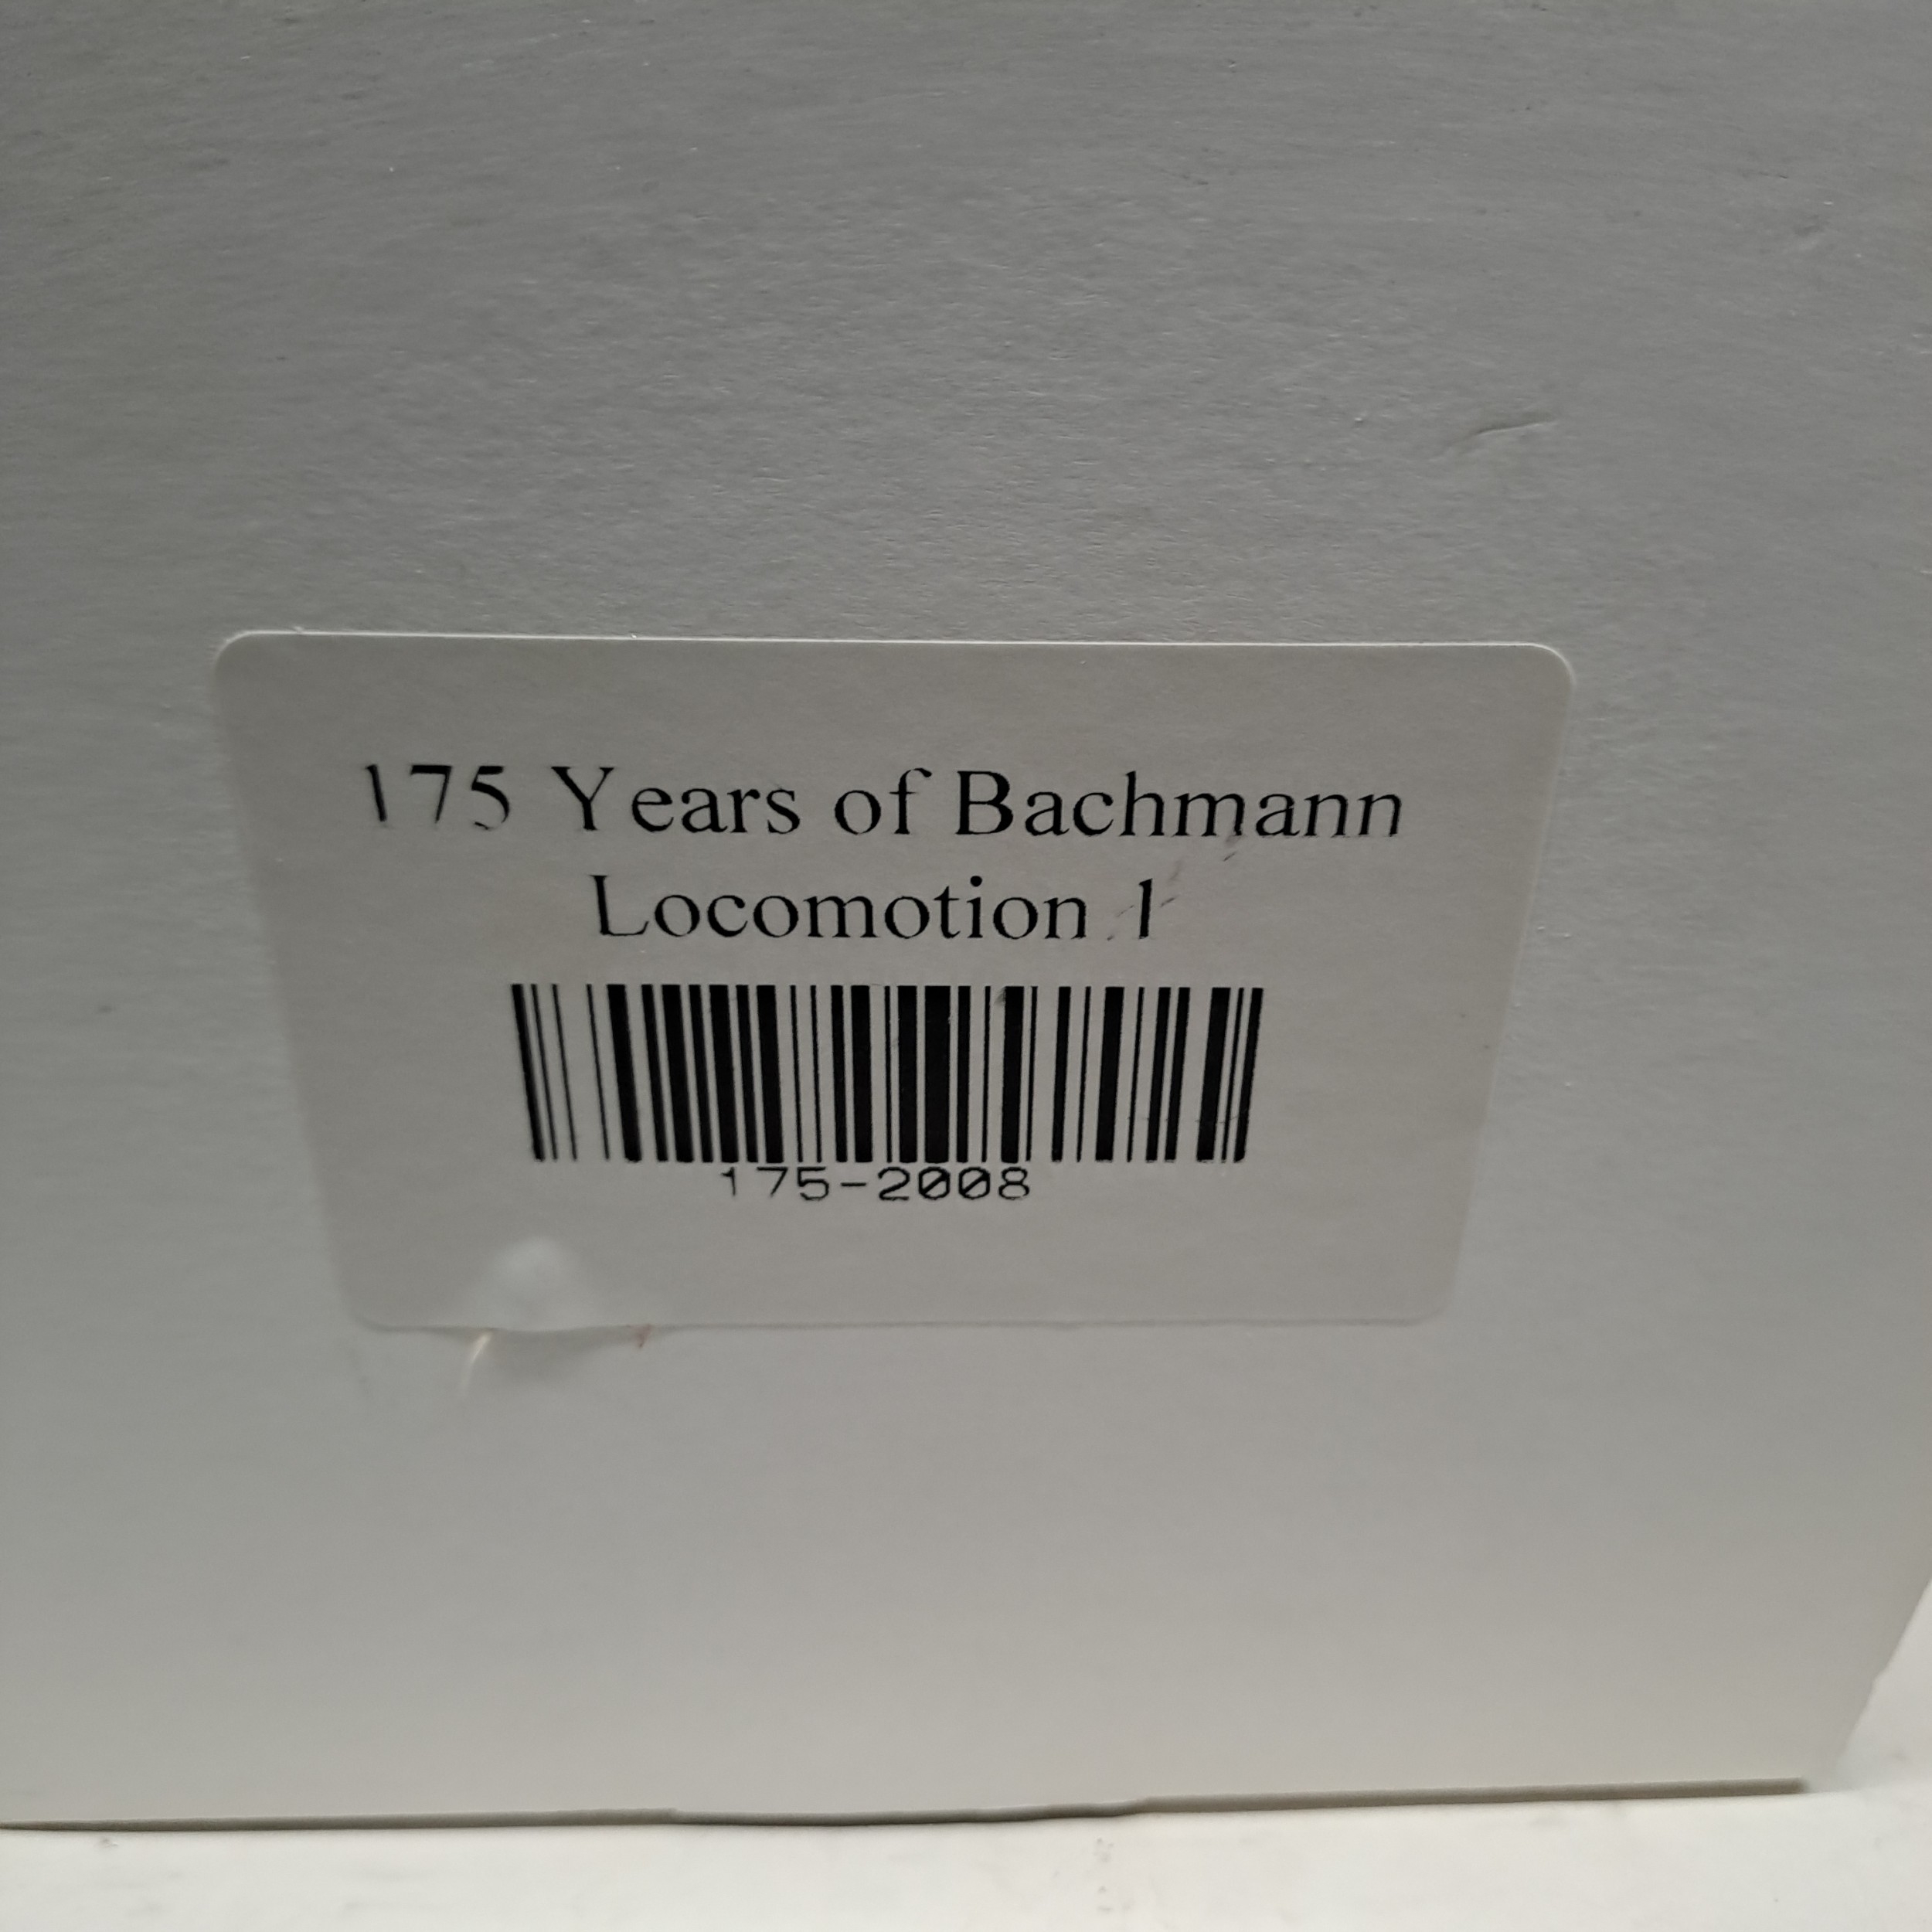 175 Years of Bachmann
Locomotion 1
175-2008